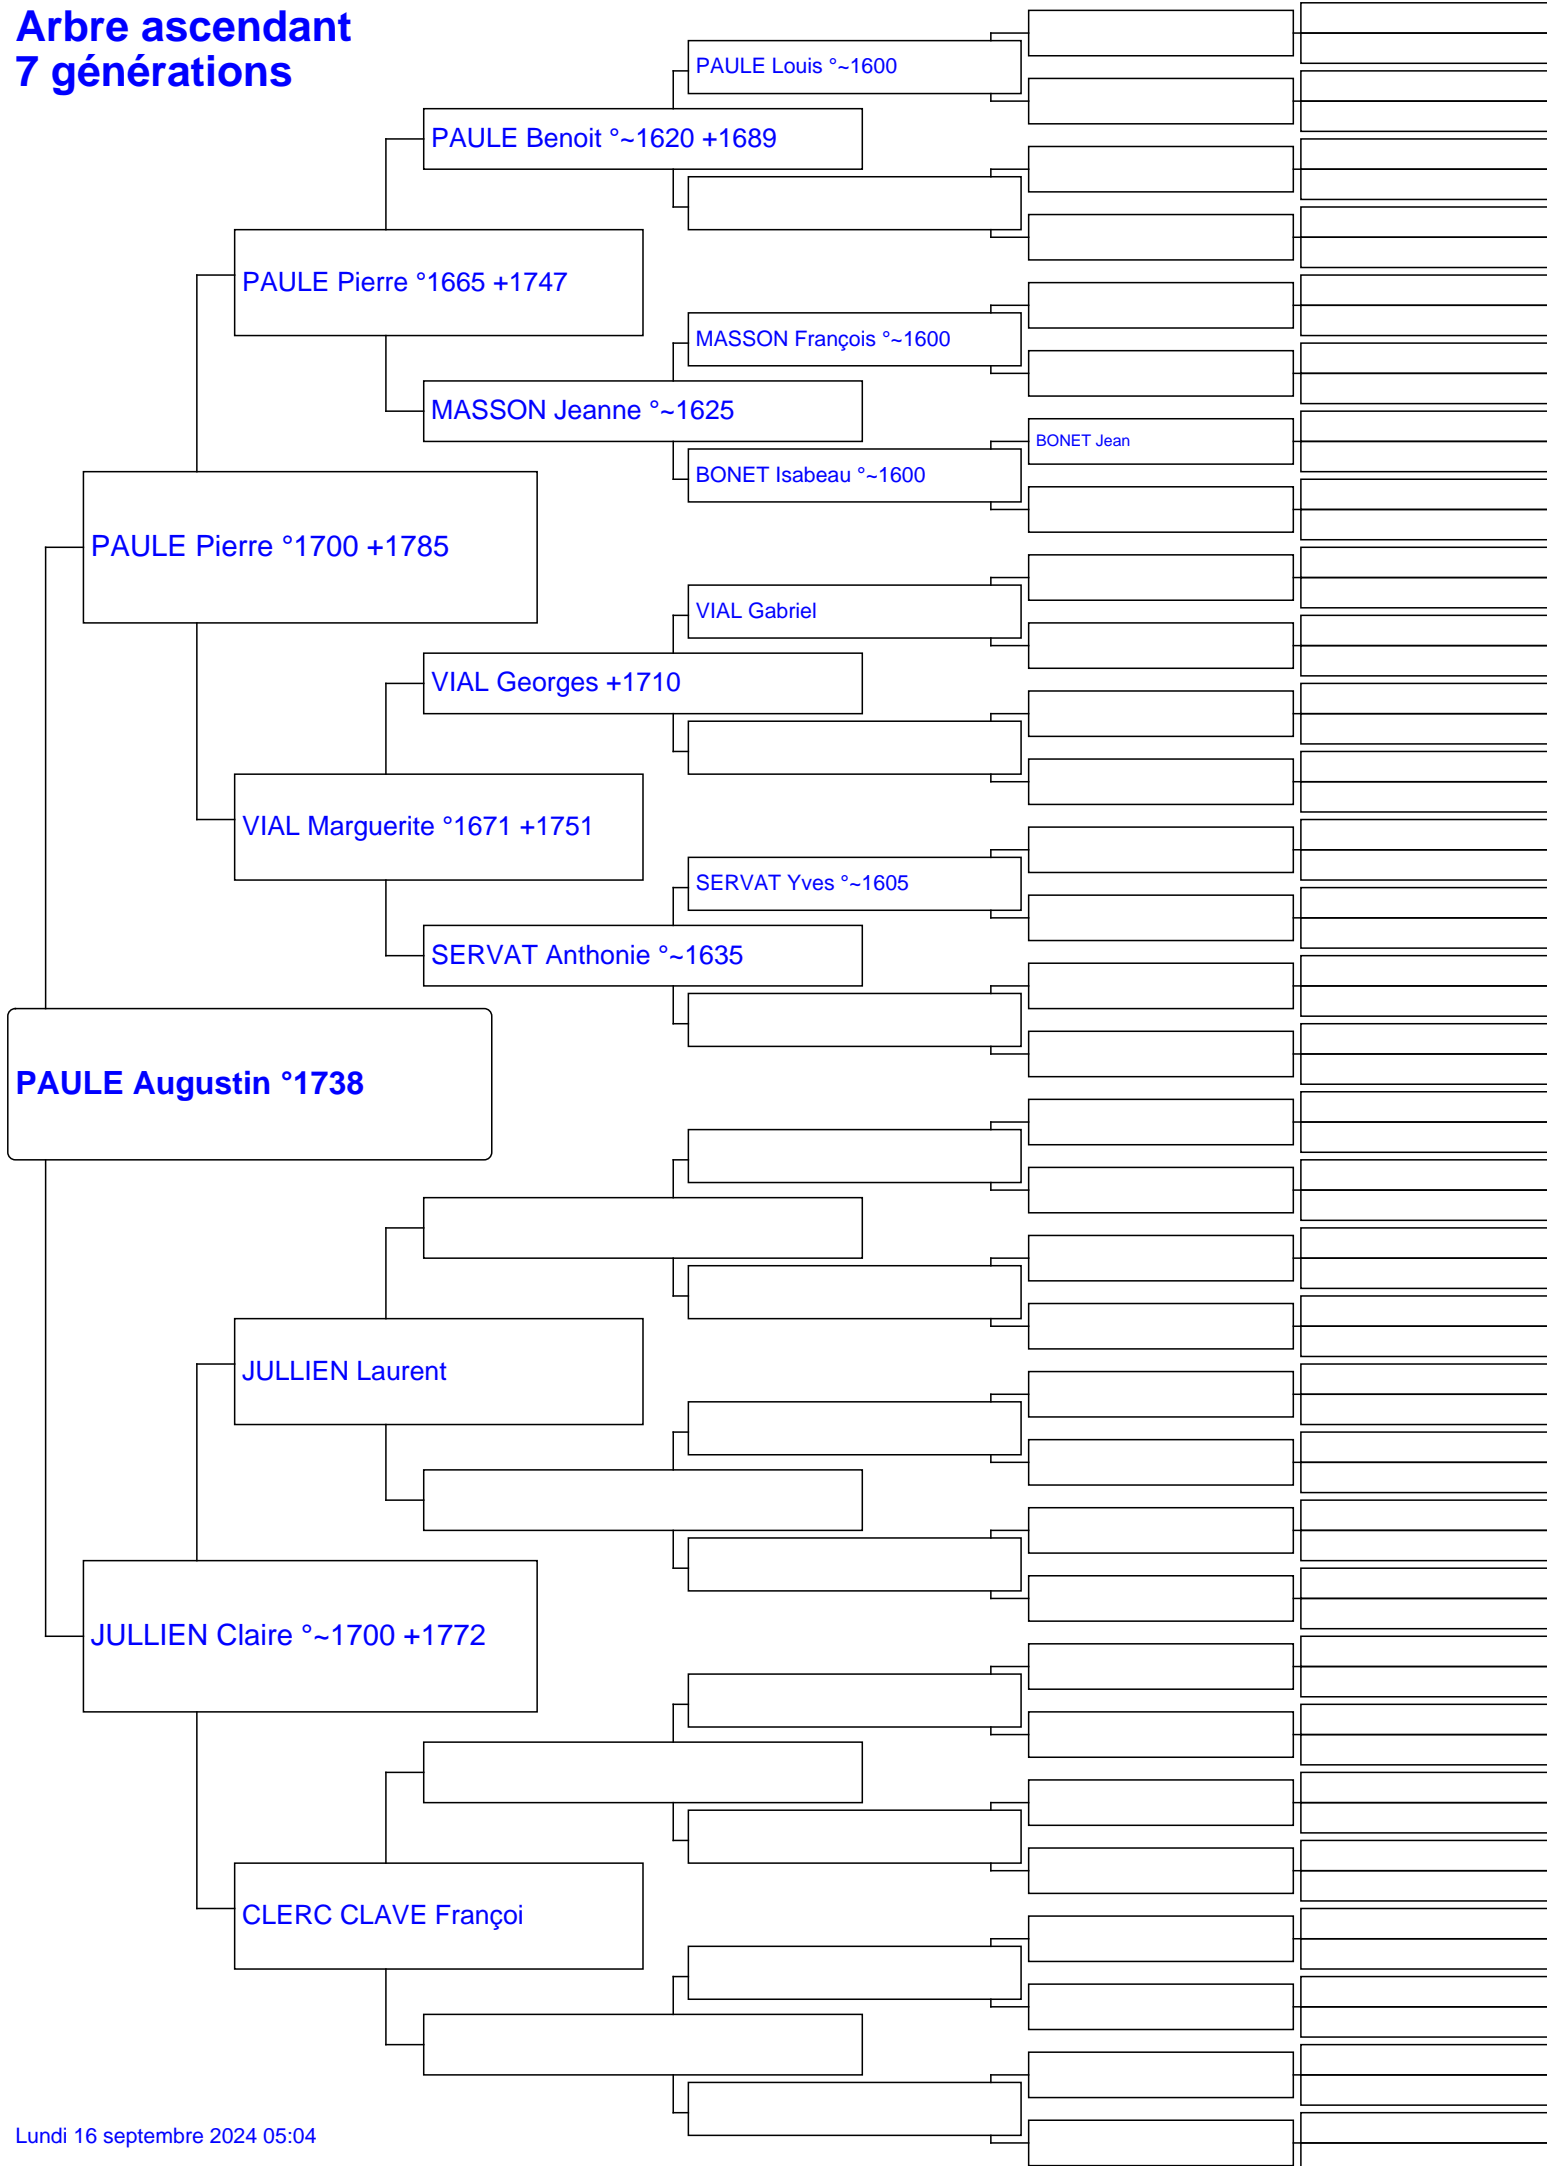 Arbre ascendant
7 générations
PAULE Louis °~1600
PAULE Benoit °~1620 +1689
PAULE Pierre °1665 +1747
MASSON François °~1600
MASSON Jeanne °~1625
BONET Jean
BONET Isabeau °~1600
PAULE Pierre °1700 +1785
VIAL Gabriel
VIAL Georges +1710
VIAL Marguerite °1671 +1751
SERVAT Yves °~1605
SERVAT Anthonie °~1635
PAULE Augustin °1738
JULLIEN Laurent
JULLIEN Claire °~1700 +1772
CLERC CLAVE Françoi
Lundi 16 septembre 2024 05:04